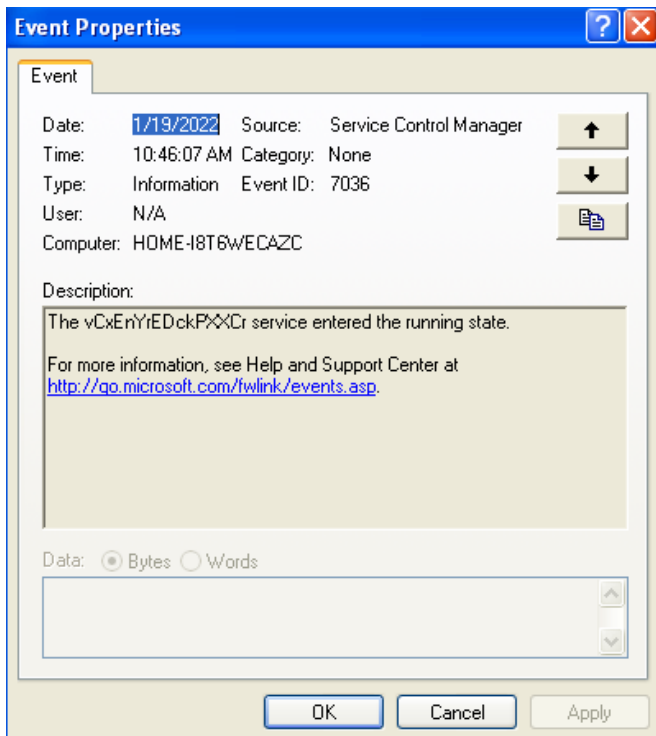 Event Properties
Event
Date: 1/19/2022 Source: Service Control Manager
Time: 10:46:07 AM Category: None
Type: Information Event ID: 7036
User: N/A
Computer: HOME-I8T6WECAZC
Description:
The vCxEnYrEDckPXXCr service entered the running state.
For more information, see Help and Support Center at
http://go.microsoft.com/fwlink/events.asp.
Data: Bytes Words
OK Cancel Apply